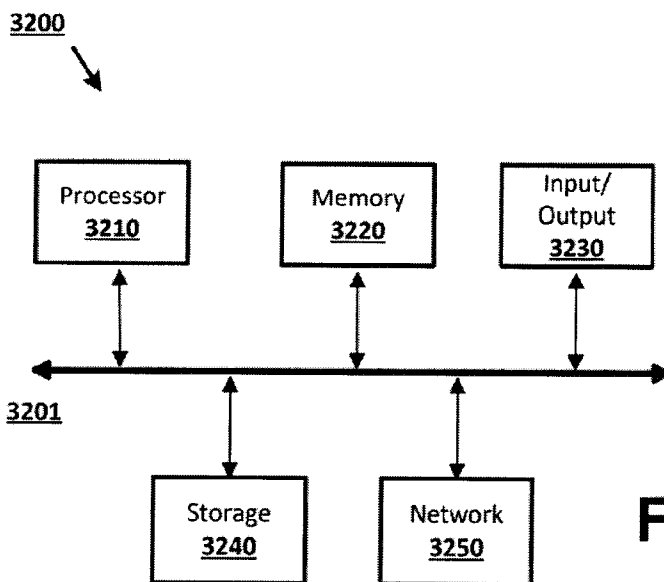 3200
Processor
3210
Memory
3220
Input/
Output
3230
3201
Storage
3240
Network
3250
F